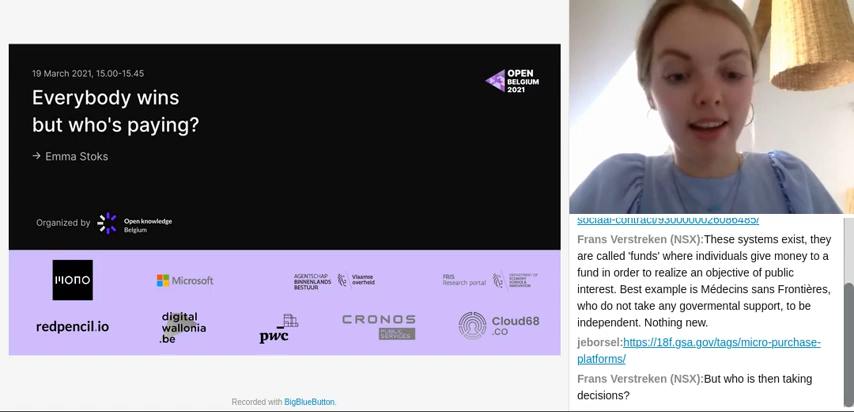 19 March 2021, 15.00-15.45
Everybody wins
but who's paying?
→ Emma Stoks
OPEN
BELGIUM
2021
Organized by
Open knowledge
Belgium
MONO
Microsoft
AGENTSCHAP
BINNENLANDS
BESTUUR
Vlaamse
overheid
FRIS
Research portal
DEPARTMENT OF
ECONOMY
SCIENCE &
INNOVATION
redpencil.io
digital
wallonia
.be
pwc
CRONOS
PUBLIC
SERVICES
Cloud68
.CO
Recorded with BigBlueButton.
sociaal-contract/9300000026086485/
Frans Verstreken (NSX):These systems exist, they
are called 'funds' where individuals give money to a
fund in order to realize an objective of public
interest. Best example is Médecins sans Frontières,
who do not take any govermental support, to be
independent. Nothing new.
jeborsel:https://18f.gsa.gov/tags/micro-purchase-
platforms/
Frans Verstreken (NSX):But who is then taking
decisions?